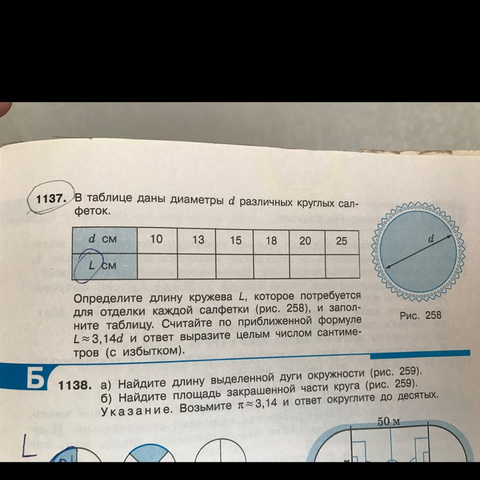 1137. В таблице даны диаметры d различных круглых сал-
феток.
d см 10 13 15 18 20 25
L см
d
Определите длину кружева L, которое потребуется
для отделки каждой салфетки (рис. 258), и запол-
ните таблицу. Считайте по приближенной формуле
L≈3,14d и ответ выразите целым числом сантиме-
тров (с избытком).
Рис. 258
Б
1138. а) Найдите длину выделенной дуги окружности (рис. 259).
б) Найдите площадь закрашенной части круга (рис. 259).
Указание. Возьмите π≈3,14 и ответ округлите до десятых.
L
50 м